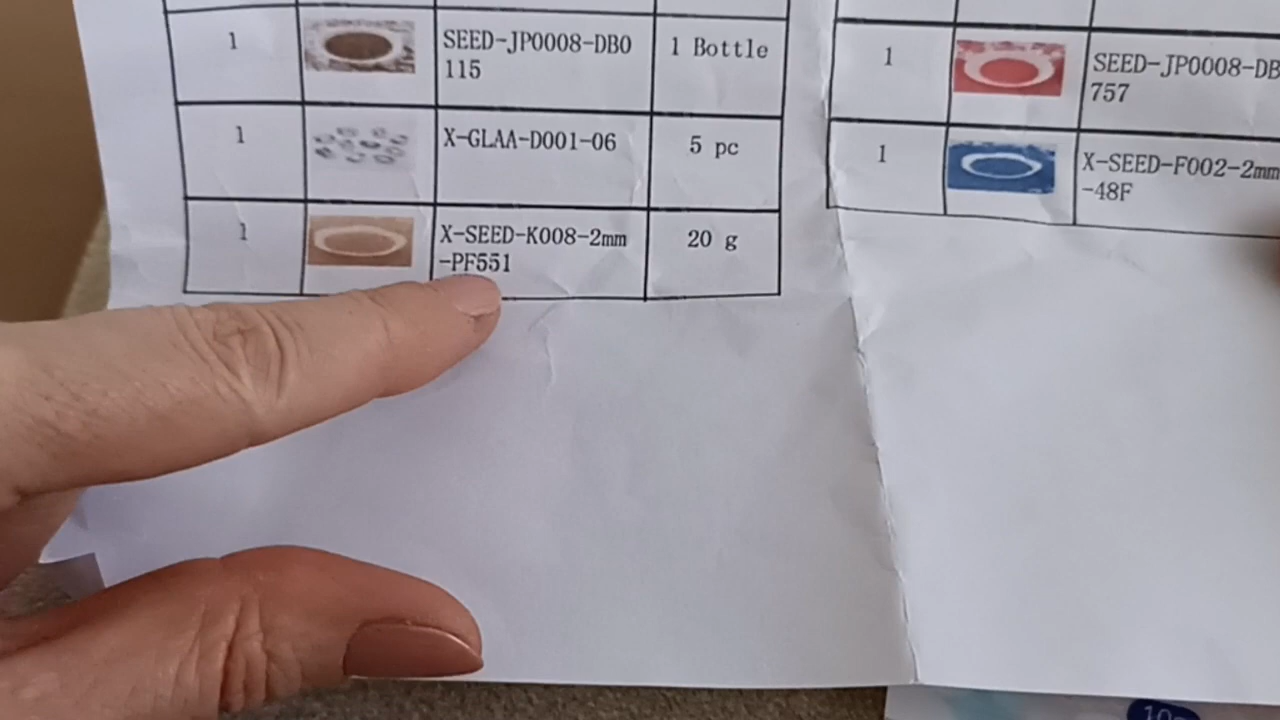 1
SEED-JP0008-DB0
115
1 Bottle
1
X-GLAA-D001-06
5 pc
1
X-SEED-K008-2mm
-PF551
20 g
1
SEED-JP0008-DB
757
1
X-SEED-F002-2mm
-48F